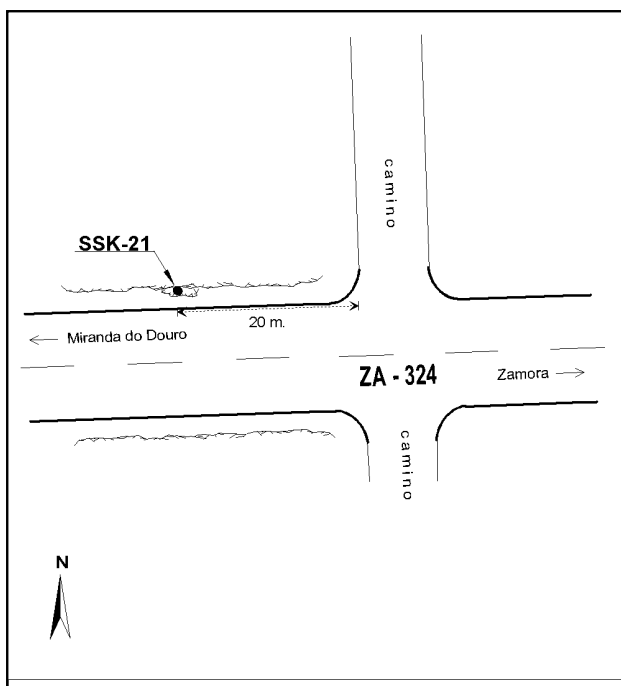 camino
SSK-21
20 m.
← Miranda do Douro
ZA - 324
Zamora →
camino
N